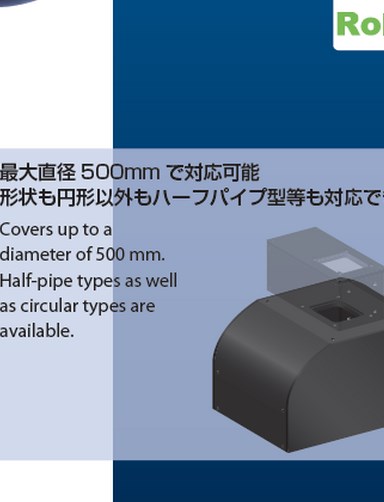 最大直径 500mm で対応可能
形状も円形以外もハーフパイプ型等も対応で
Covers up to a
diameter of 500 mm.
Half-pipe types as well
as circular types are
available.